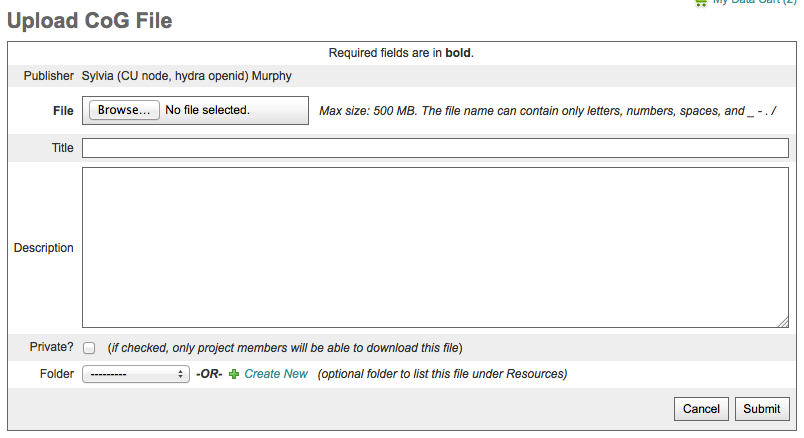 My Data Cart (2)
Upload CoG File
Required fields are in bold.
Publisher Sylvia (CU node, hydra openid) Murphy
File Browse... No file selected. Max size: 500 MB. The file name can contain only letters, numbers, spaces, and _ - . /
Title
Description
Private? (if checked, only project members will be able to download this file)
Folder --------- -OR- Create New (optional folder to list this file under Resources)
Cancel Submit